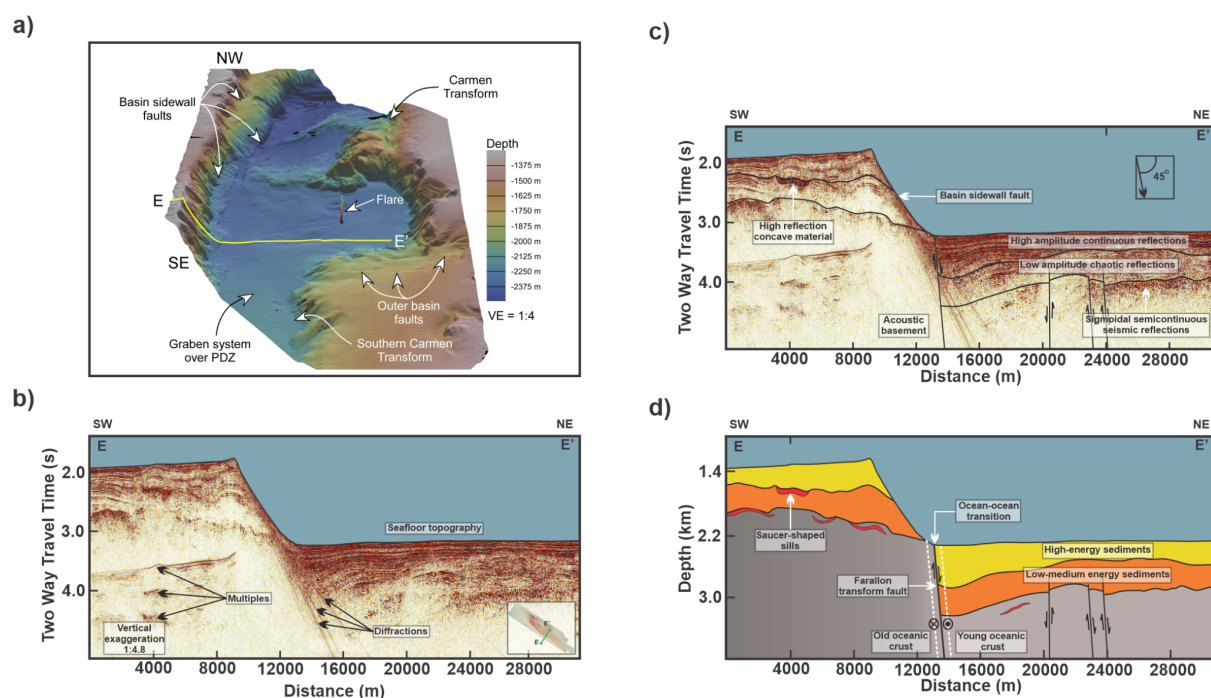 a)
NW
Basin sidewall
faults
Carmen
Transform
Depth
-1375 m
-1500 m
-1625 m
-1750 m
-1875 m
-2000 m
-2125 m
-2250 m
-2375 m
VE = 1:4
E
E'
Flare
SE
Outer basin
faults
Graben system
over PDZ
Southern Carmen
Transform
b)
SW
NE
E
E'
Two Way Travel Time (s)
2.0
3.0
4.0
Seafloor topography
Multiples
Diffractions
Vertical
exaggeration
1:4.8
E'
E
4000
8000
12000
16000
20000
24000
28000
Distance (m)
c)
SW
NE
E
E'
Two Way Travel Time (s)
2.0
3.0
4.0
45°
Basin sidewall fault
High reflection
concave material
High amplitude continuous reflections
Low amplitude chaotic reflections
Acoustic
basement
Sigmoidal semicontinuous
seismic reflections
4000
8000
12000
16000
20000
24000
28000
Distance (m)
d)
SW
NE
E
E'
Depth (km)
1.4
2.2
3.0
Ocean-ocean
transition
Saucer-shaped
sills
High-energy sediments
Low-medium energy sediments
Farallon
transform fault
Old oceanic
crust
Young oceanic
crust
4000
8000
12000
16000
20000
24000
28000
Distance (m)